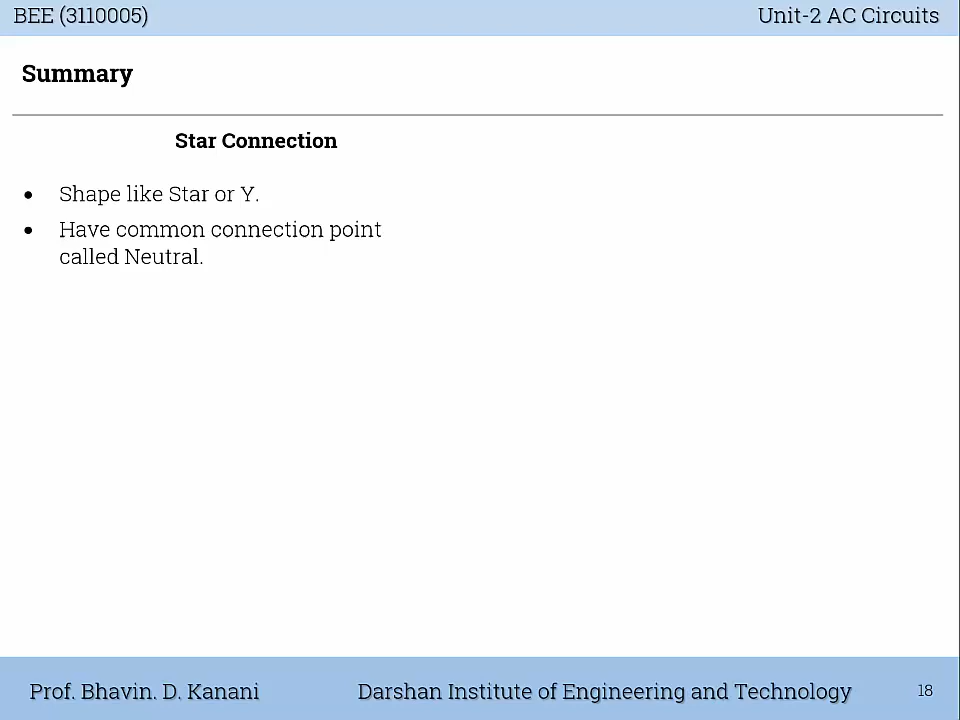 BEE (3110005)
Unit-2 AC Circuits
Summary
Star Connection
• Shape like Star or Y.
• Have common connection point
called Neutral.
Prof. Bhavin. D. Kanani
Darshan Institute of Engineering and Technology
18